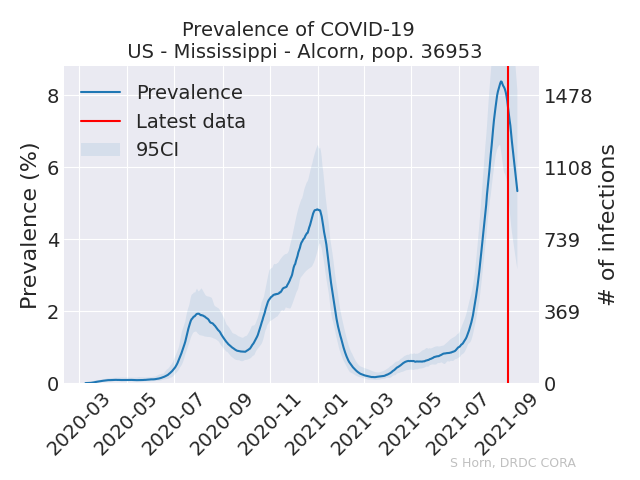 Prevalence of COVID-19
US - Mississippi - Alcorn, pop. 36953
Prevalence
Latest data
95CI
Prevalence (%)
8
6
4
2
0
1478
1108
739
369
0
# of infections
2020-03
2020-05
2020-07
2020-09
2020-11
2021-01
2021-03
2021-05
2021-07
2021-09
S Horn, DRDC CORA